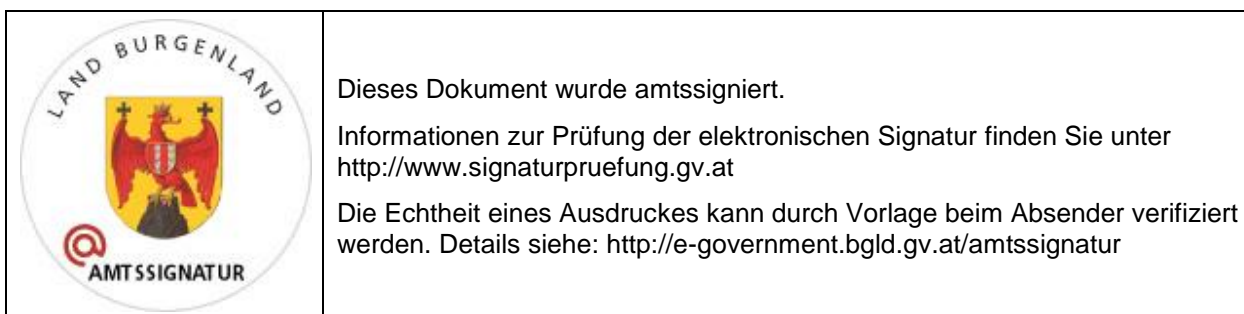 LAND BURGENLAND
@
AMTSSIGNATUR
Dieses Dokument wurde amtssigniert.
Informationen zur Prüfung der elektronischen Signatur finden Sie unter
http://www.signaturpruefung.gv.at
Die Echtheit eines Ausdruckes kann durch Vorlage beim Absender verifiziert
werden. Details siehe: http://e-government.bgld.gv.at/amtssignatur